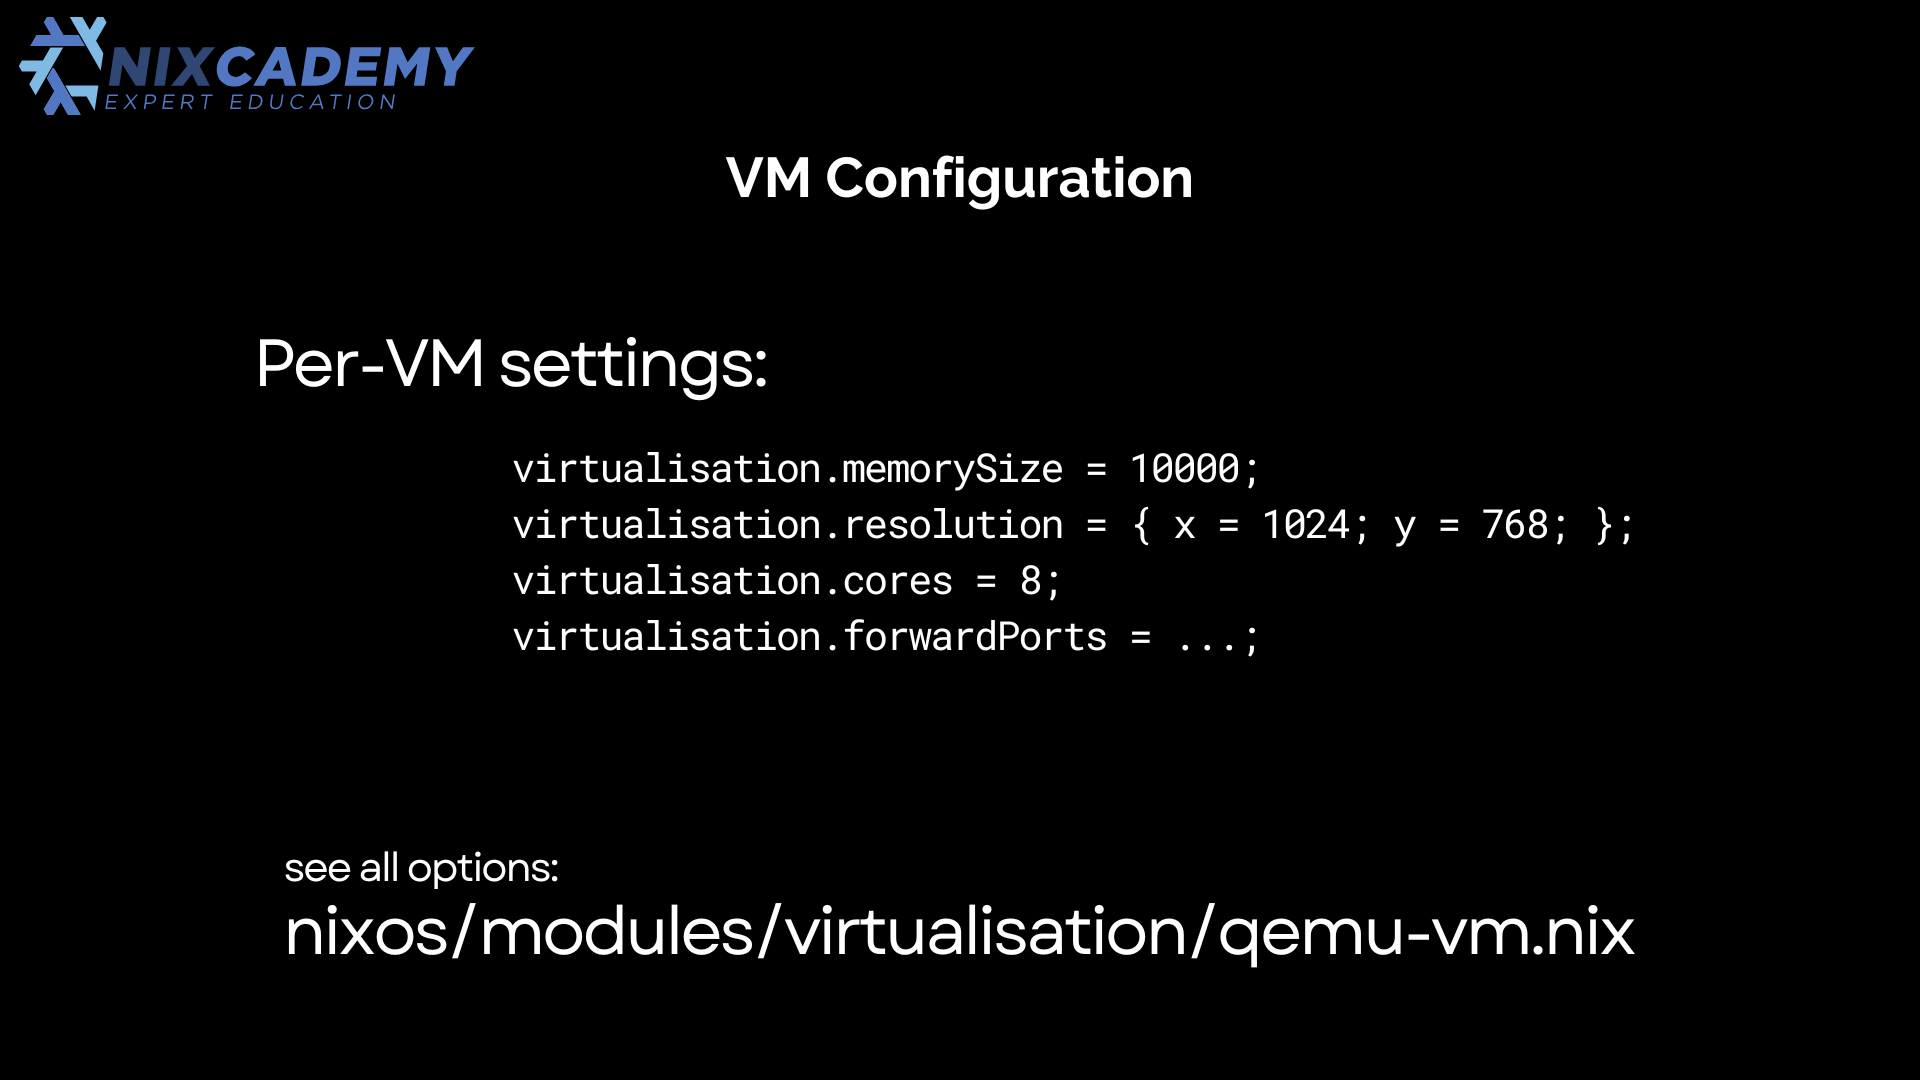 NIXCADEMY
EXPERT EDUCATION
VM Configuration
Per-VM settings:
virtualisation.memorySize = 10000;
virtualisation.resolution = { x = 1024; y = 768; };
virtualisation.cores = 8;
virtualisation.forwardPorts = ...;
see all options:
nixos/modules/virtualisation/qemu-vm.nix